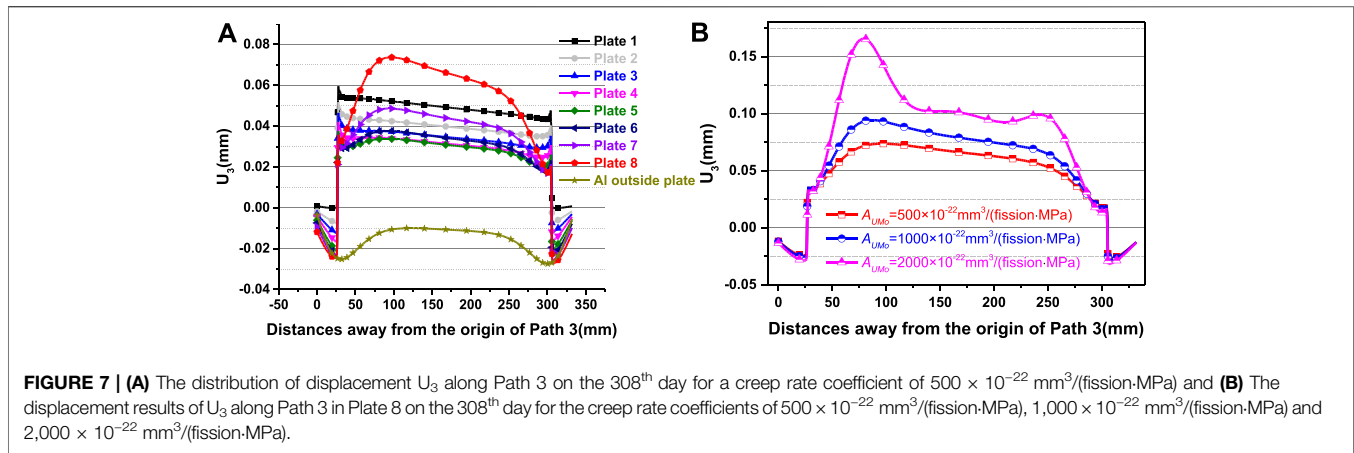 A
U3(mm)
0.08
0.06
0.04
0.02
0.00
-0.02
-0.04
-50 0 50 100 150 200 250 300 350
Distances away from the origin of Path 3(mm)
Plate 1
Plate 2
Plate 3
Plate 4
Plate 5
Plate 6
Plate 7
Plate 8
Al outside plate
B
U3(mm)
0.15
0.10
0.05
0.00
-0.05
0 50 100 150 200 250 300
Distances away from the origin of Path 3(mm)
AUMo=500×10-22mm3/(fission·MPa)
AUMo=1000×10-22mm3/(fission·MPa)
AUMo=2000×10-22mm3/(fission·MPa)
FIGURE 7 | (A) The distribution of displacement U3 along Path 3 on the 308th day for a creep rate coefficient of 500 × 10−22 mm3/(fission·MPa) and (B) The
displacement results of U3 along Path 3 in Plate 8 on the 308th day for the creep rate coefficients of 500 × 10−22 mm3/(fission·MPa), 1,000 × 10−22 mm3/(fission·MPa) and
2,000 × 10−22 mm3/(fission·MPa).